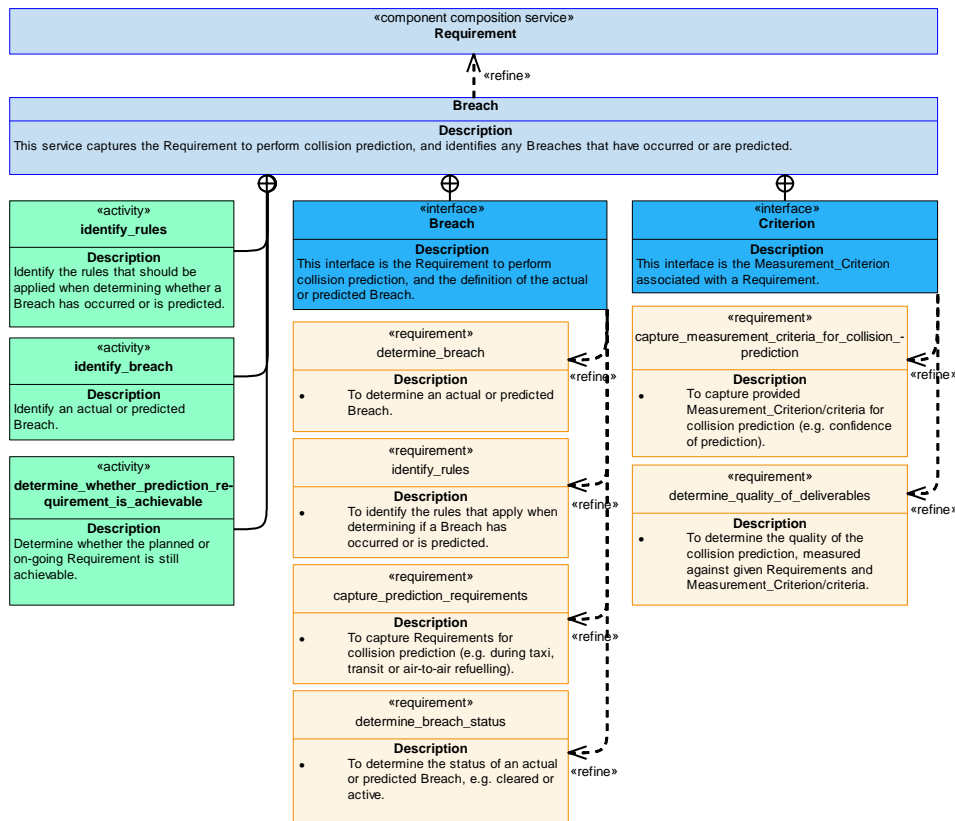 «component composition service»
Requirement
«refine»
Breach
Description
This service captures the Requirement to perform collision prediction, and identifies any Breaches that have occurred or are predicted.
«activity»
identify_rules
Description
Identify the rules that should be
applied when determining whether a
Breach has occurred or is predicted.
«activity»
identify_breach
Description
Identify an actual or predicted
Breach.
«activity»
determine_whether_prediction_re-
quirement_is_achievable
Description
Determine whether the planned or
on-going Requirement is still
achievable.
«interface»
Breach
Description
This interface is the Requirement to perform
collision prediction, and the definition of the actual
or predicted Breach.
«requirement»
determine_breach
Description
• To determine an actual or predicted
Breach.
«refine»
«requirement»
identify_rules
Description
• To identify the rules that apply when
determining if a Breach has
occurred or is predicted.
«refine»
«requirement»
capture_prediction_requirements
Description
• To capture Requirements for
collision prediction (e.g. during taxi,
transit or air-to-air refuelling).
«refine»
«requirement»
determine_breach_status
Description
• To determine the status of an actual
or predicted Breach, e.g. cleared or
active.
«refine»
«interface»
Criterion
Description
This interface is the Measurement_Criterion
associated with a Requirement.
«requirement»
capture_measurement_criteria_for_collision_-
prediction
Description
• To capture provided
Measurement_Criterion/criteria for
collision prediction (e.g. confidence
of prediction).
«refine»
«requirement»
determine_quality_of_deliverables
Description
• To determine the quality of the
collision prediction, measured
against given Requirements and
Measurement_Criterion/criteria.
«refine»